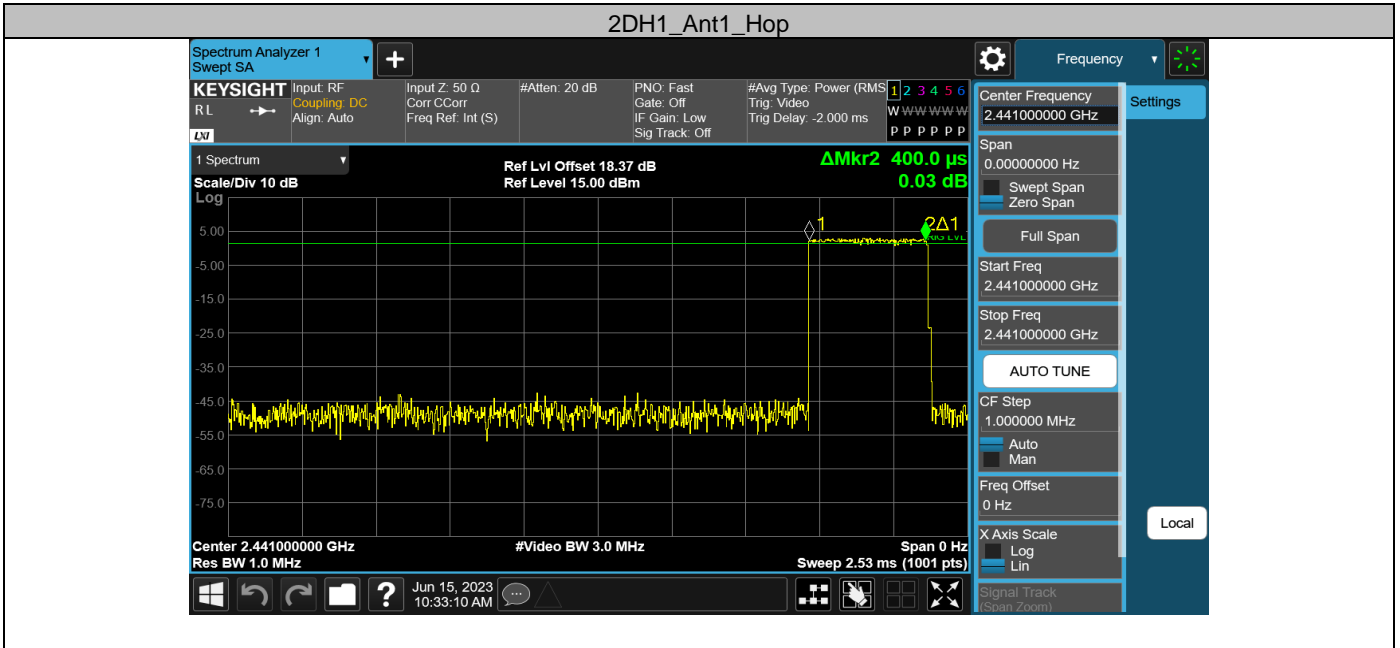 2DH1_Ant1_Hop
Spectrum Analyzer 1
Swept SA
Frequency
KEYSIGHT
RL
LXI
Input: RF
Coupling: DC
Align: Auto
Input Z: 50 Ω
Corr CCorr
Freq Ref: Int (S)
#Atten: 20 dB
PNO: Fast
Gate: Off
IF Gain: Low
Sig Track: Off
#Avg Type: Power (RMS
Trig: Video
Trig Delay: -2.000 ms
1 2 3 4 5 6
W W W W W W
P P P P P P
1 Spectrum
Scale/Div 10 dB
Log
Ref Lvl Offset 18.37 dB
Ref Level 15.00 dBm
ΔMkr2 400.0 µs
0.03 dB
1
2Δ1
5.00
-5.00
-15.0
-25.0
-35.0
-45.0
-55.0
-65.0
-75.0
Center 2.441000000 GHz
Res BW 1.0 MHz
#Video BW 3.0 MHz
Span 0 Hz
Sweep 2.53 ms (1001 pts)
Jun 15, 2023
10:33:10 AM
Center Frequency
2.441000000 GHz
Span
0.00000000 Hz
Swept Span
Zero Span
Full Span
Start Freq
2.441000000 GHz
Stop Freq
2.441000000 GHz
AUTO TUNE
CF Step
1.000000 MHz
Auto
Man
Freq Offset
0 Hz
X Axis Scale
Log
Lin
Signal Track
(Span Zoom)
Settings
Local